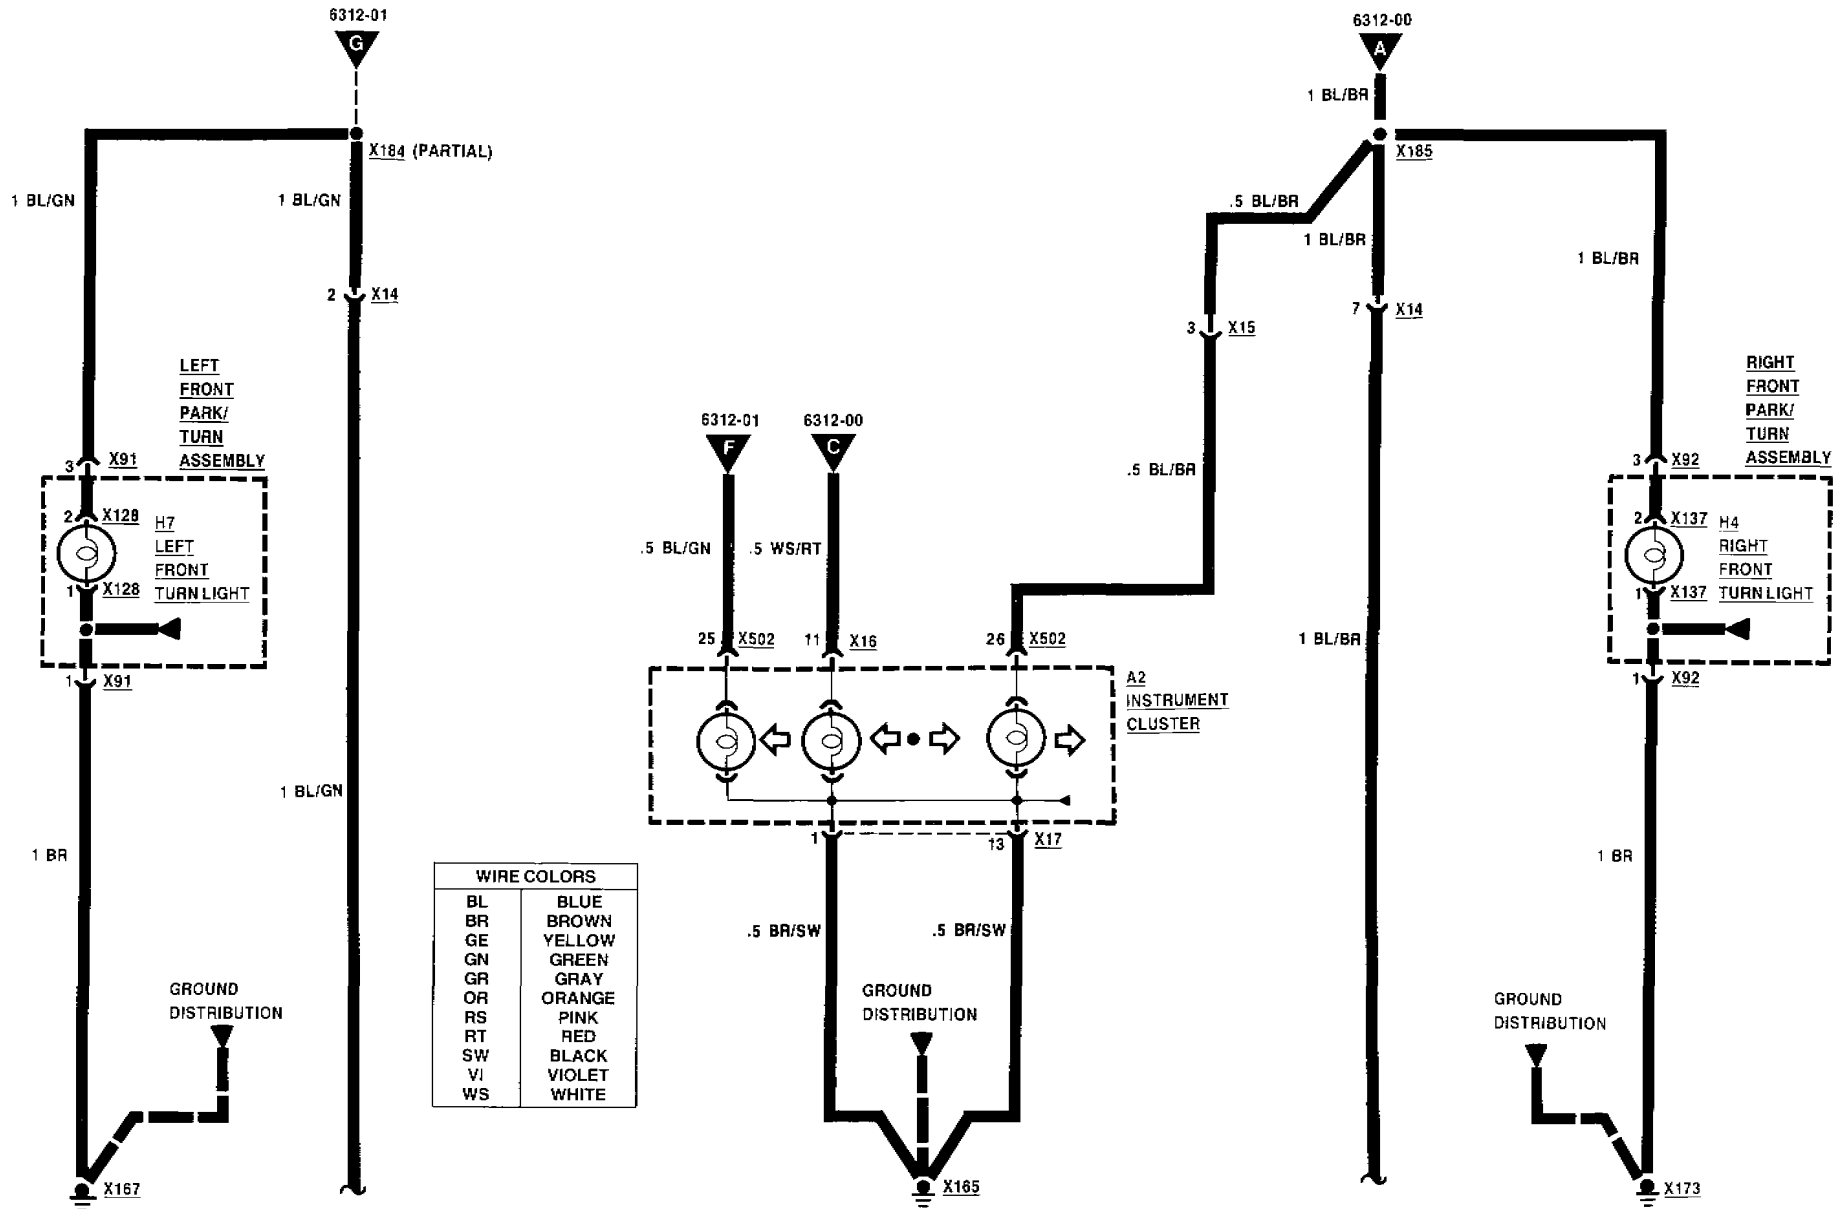 6312-01
G
X184 (PARTIAL)
1 BL/GN
1 BL/GN
2 X14
LEFT
FRONT
PARK/
TURN
ASSEMBLY
3 X91
2 X128
H7
LEFT
FRONT
TURN LIGHT
1 X128
1 X91
1 BL/GN
1 BR
GROUND
DISTRIBUTION
X167
WIRE COLORS
BL BLUE
BR BROWN
GE YELLOW
GN GREEN
GR GRAY
OR ORANGE
RS PINK
RT RED
SW BLACK
VI VIOLET
WS WHITE
6312-01
F
6312-00
C
.5 BL/GN
.5 WS/RT
25 X502
11 X16
26 X502
A2
INSTRUMENT
CLUSTER
1
13 X17
.5 BR/SW
.5 BR/SW
GROUND
DISTRIBUTION
X165
6312-00
A
1 BL/BR
X185
.5 BL/BR
1 BL/BR
1 BL/BR
3 X15
7 X14
.5 BL/BR
1 BL/BR
RIGHT
FRONT
PARK/
TURN
ASSEMBLY
3 X92
2 X137
H4
RIGHT
FRONT
TURN LIGHT
1 X137
1 X92
1 BR
GROUND
DISTRIBUTION
X173